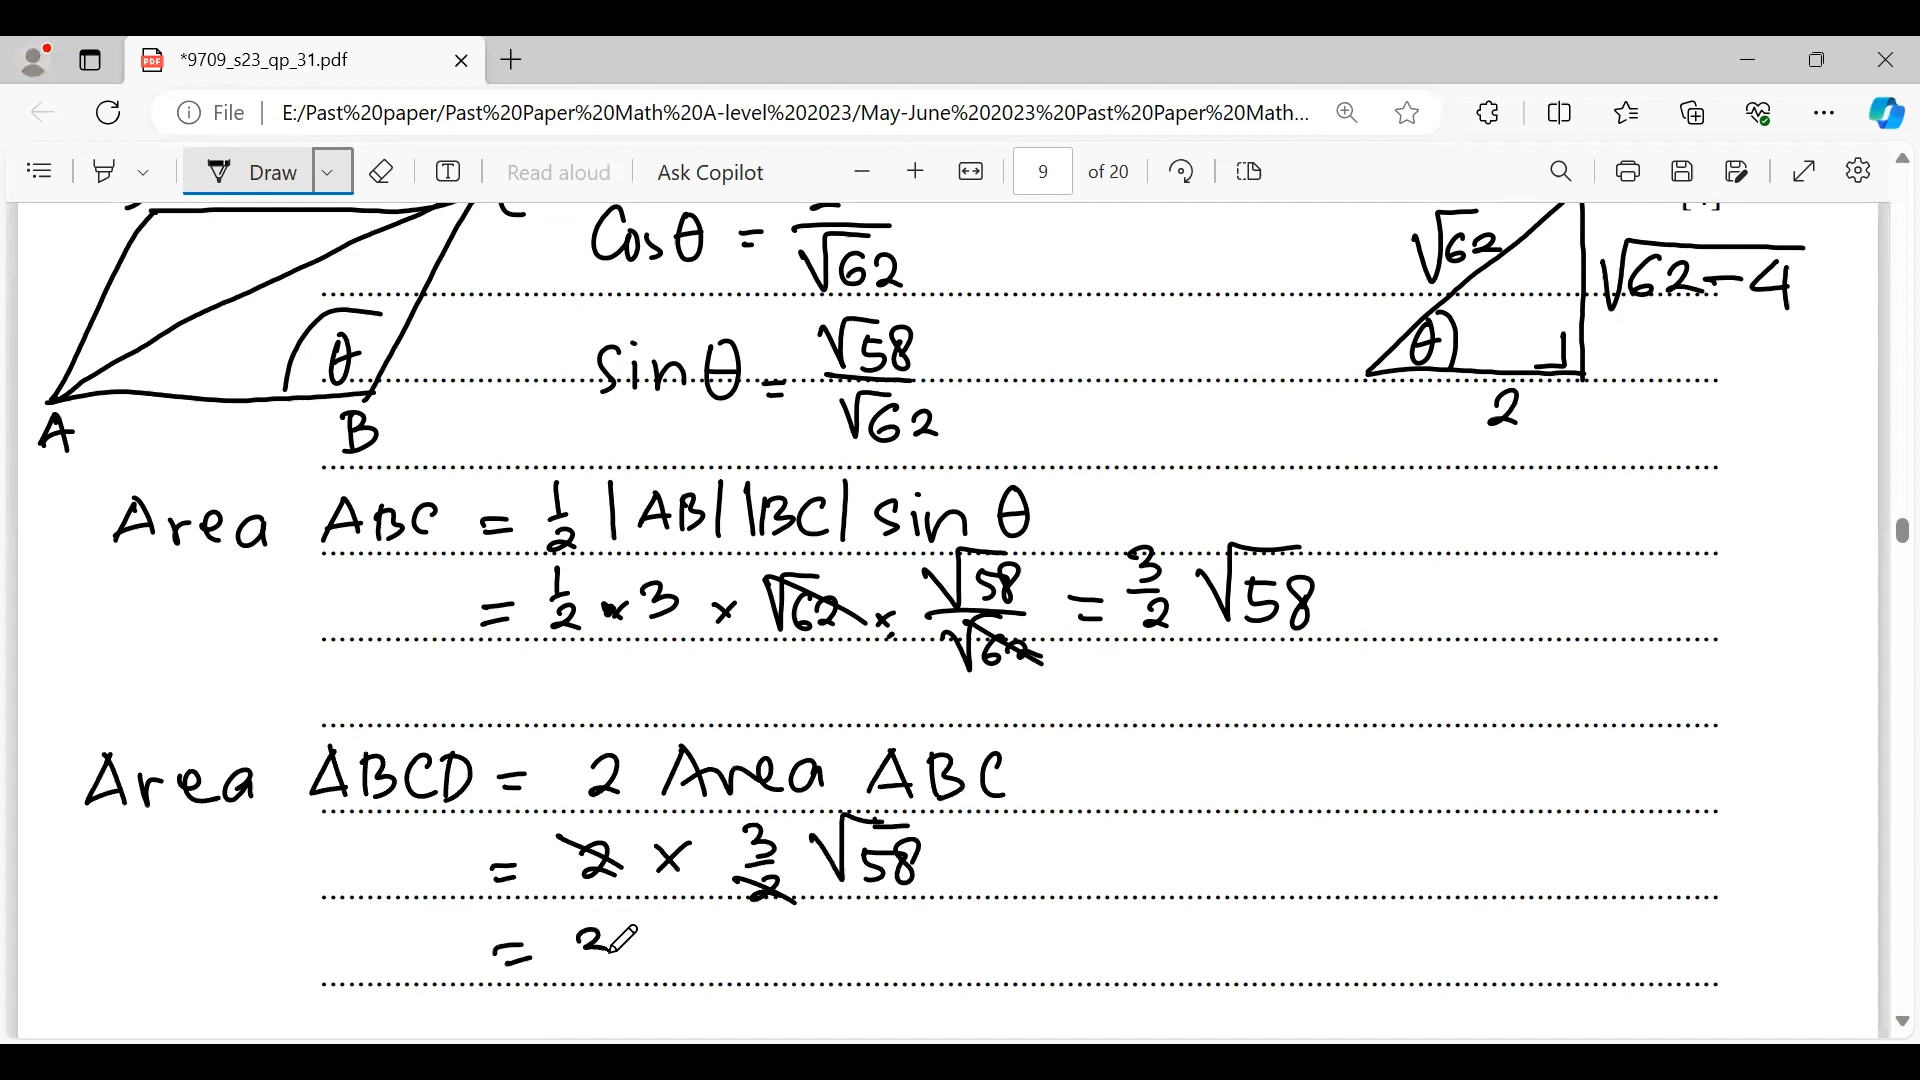 *9709_s23_qp_31.pdf
File E:/Past%20paper/Past%20Paper%20Math%20A-level%202023/May-June%202023%20Past%20Paper%20Math...
Draw Read aloud Ask Copilot 9 of 20
Cosθ = /√62
√62
√62-4
θ
sinθ = √58/√62
θ
2
A B
Area ABC = 1/2 |AB||BC| sin θ
= 1/2 × 3 × √62 × √58/√62 = 3/2 √58
Area ABCD = 2 Area ABC
= 2 × 3/2 √58
=